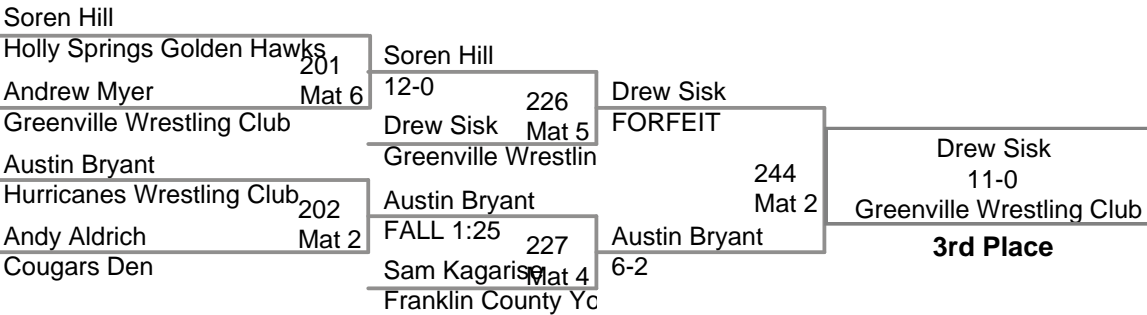 Soren Hill
Holly Springs Golden Hawks
201
Mat 6
Andrew Myer
Greenville Wrestling Club
Austin Bryant
Hurricanes Wrestling Club
202
Mat 2
Andy Aldrich
Cougars Den
Soren Hill
12-0
226
Mat 5
Drew Sisk
Greenville Wrestlin
Austin Bryant
FALL 1:25
227
Mat 4
Sam Kagarise
Franklin County Yo
Drew Sisk
FORFEIT
244
Mat 2
Austin Bryant
6-2
Drew Sisk
11-0
Greenville Wrestling Club
3rd Place